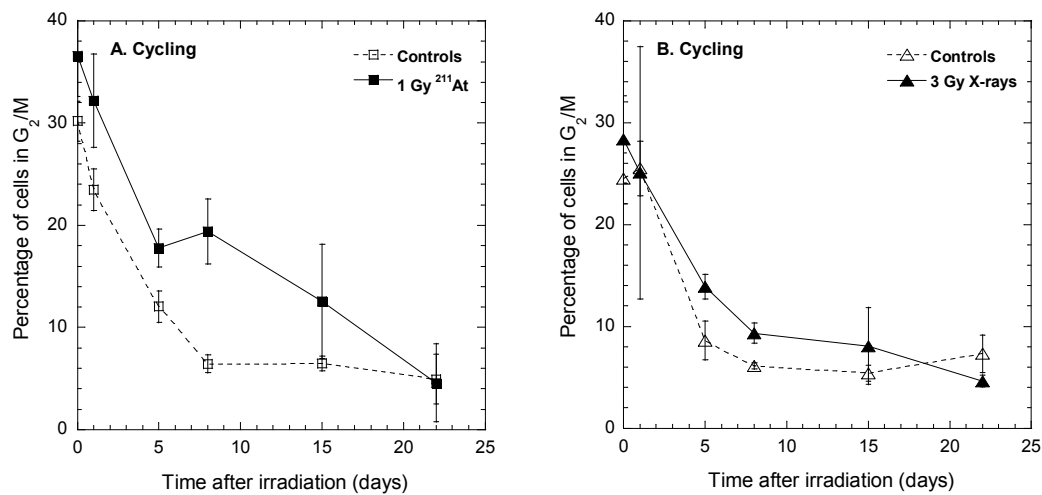 A. Cycling
Controls
1 Gy ²¹¹At
Percentage of cells in G₂/M
40
30
20
10
0
0 5 10 15 20 25
Time after irradiation (days)
B. Cycling
Controls
3 Gy X-rays
Percentage of cells in G₂/M
40
30
20
10
0
0 5 10 15 20 25
Time after irradiation (days)